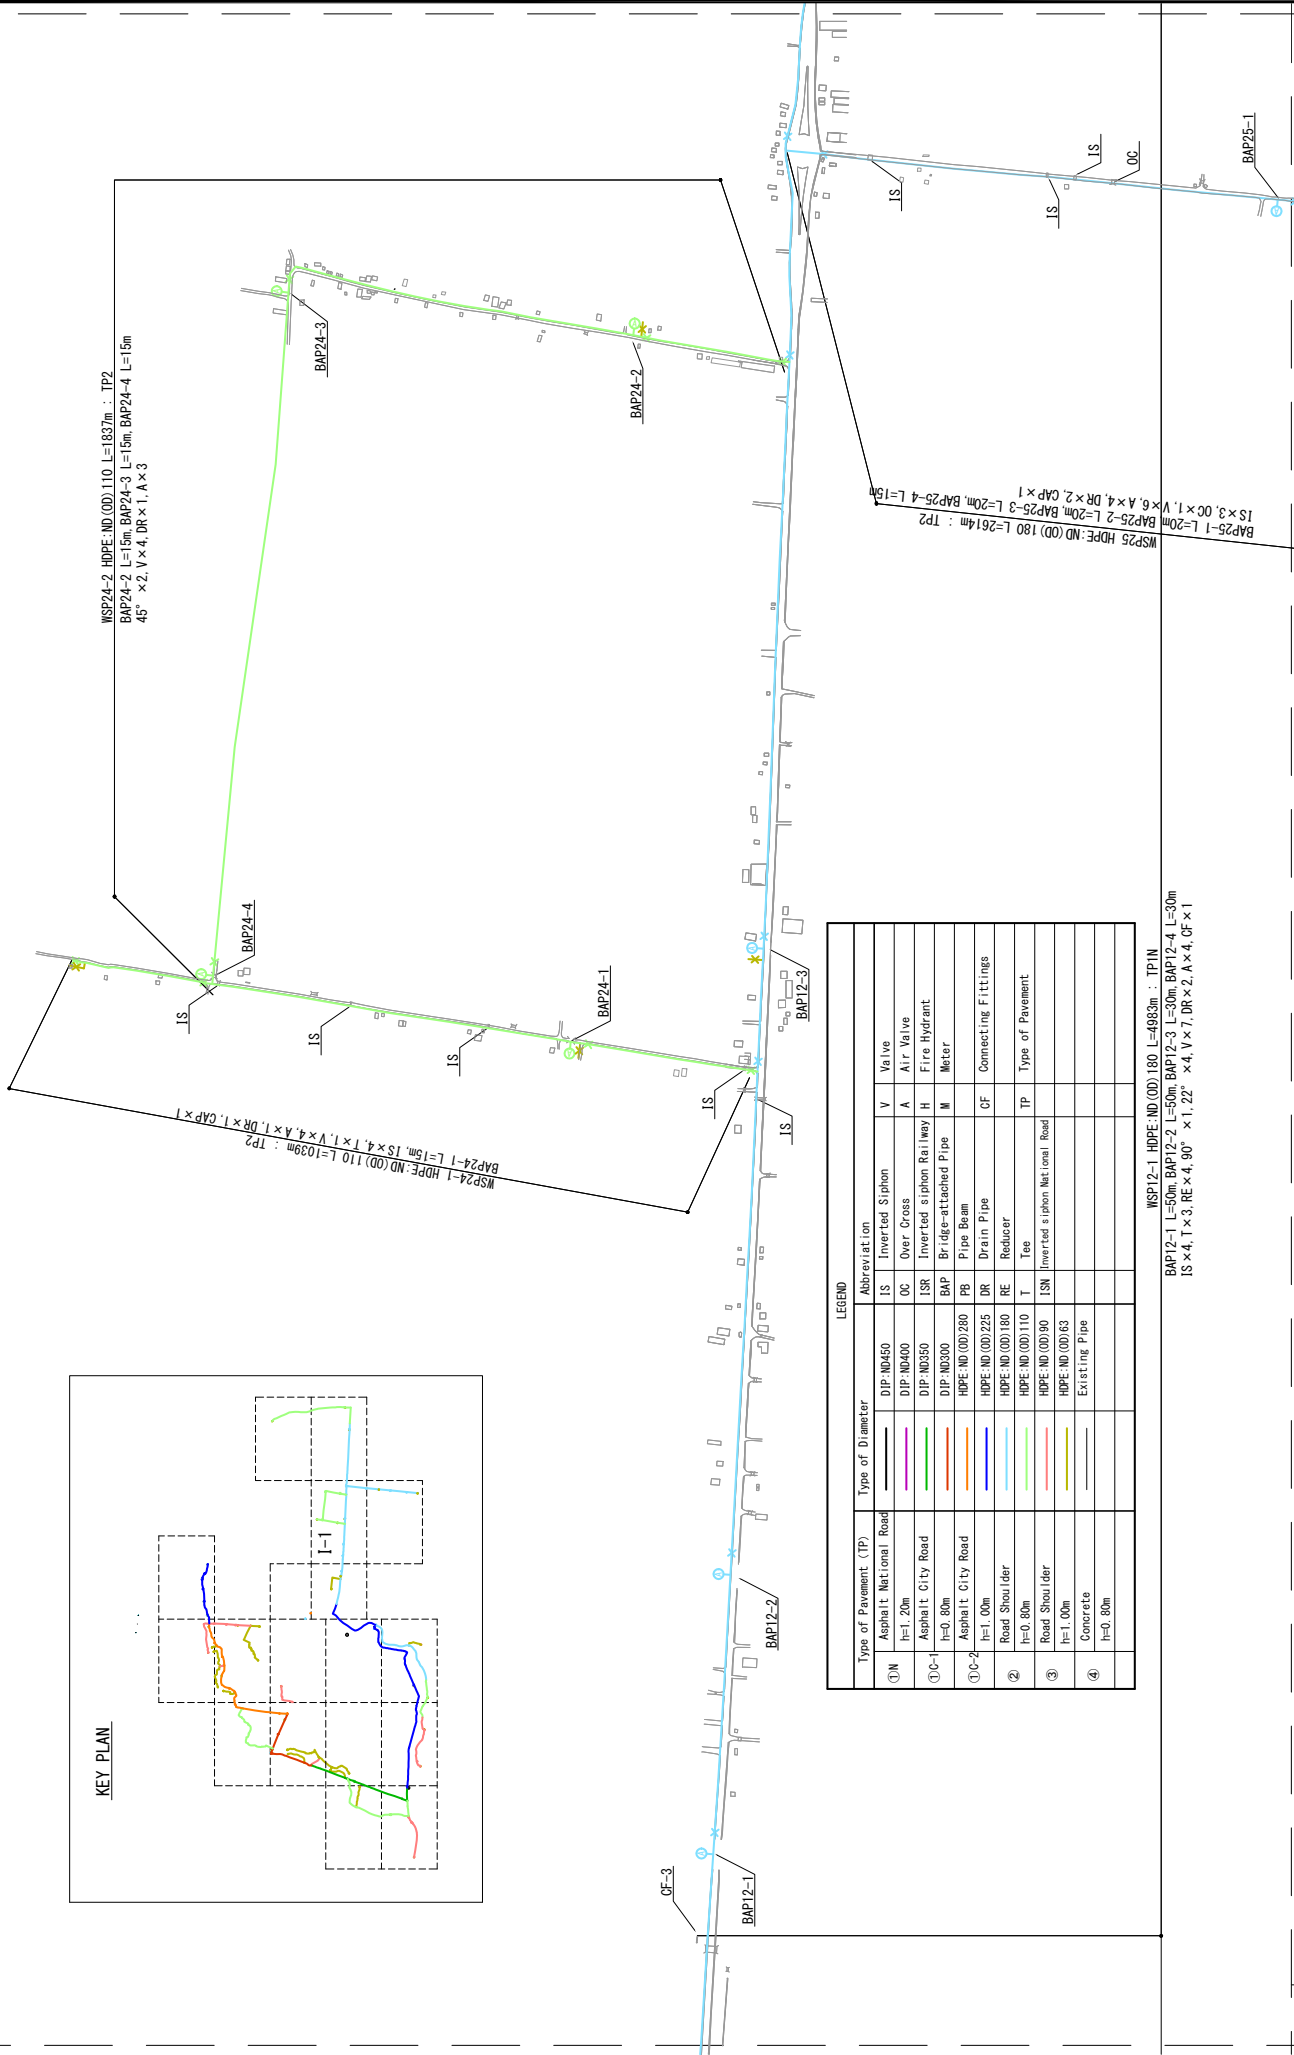 WSP24-2 HDPE:ND(OD)110 L=1837m : TP2
BAP24-2 L=15m, BAP24-3 L=15m, BAP24-4 L=15m
45° ×2, V×4, DR×1, A×3
BAP24-3
BAP24-2
BAP24-4
IS
IS
IS
BAP24-1
IS
IS
WSP24-1 HDPE:ND(OD)110 L=1039m : TP2
BAP24-1 L=15m, IS×4, T×1, V×4, A×1, DR×1, CAP×1
IS
IS
IS
OC
BAP25-1
WSP25 HDPE:ND(OD)180 L=2614m : TP2
BAP25-1 L=20m, BAP25-2 L=20m, BAP25-3 L=20m, BAP25-4 L=15m
IS×3, OC×1, V×6, A×4, DR×2, CAP×1
BAP12-3
BAP12-2
BAP12-1
CF-3
WSP12-1 HDPE:ND(OD)180 L=4983m : TP1N
BAP12-1 L=50m, BAP12-2 L=50m, BAP12-3 L=30m, BAP12-4 L=30m
IS×4, T×3, RE×4, 90° ×1, 22° ×4, V×7, DR×2, A×4, CF×1
KEY PLAN
I-1
LEGEND
Type of Pavement (TP) Type of Diameter Abbreviation
①N Asphalt National Road DIP:ND450 IS Inverted Siphon V Valve
h=1.20m DIP:ND400 OC Over Cross A Air Valve
①C-1 Asphalt City Road DIP:ND350 ISR Inverted siphon Railway H Fire Hydrant
h=0.80m DIP:ND300 BAP Bridge-attached Pipe M Meter
①C-2 Asphalt City Road HDPE:ND(OD)280 PB Pipe Beam
h=1.00m HDPE:ND(OD)225 DR Drain Pipe CF Connecting Fittings
② Road Shoulder HDPE:ND(OD)180 RE Reducer
h=0.80m HDPE:ND(OD)110 T Tee TP Type of Pavement
③ Road Shoulder HDPE:ND(OD)90 ISN Inverted siphon National Road
h=1.00m HDPE:ND(OD)63
④ Concrete Existing Pipe
h=0.80m